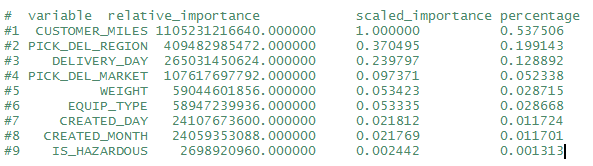 # variable relative_importance scaled_importance percentage
#1 CUSTOMER_MILES 1105231216640.000000 1.000000 0.537506
#2 PICK_DEL_REGION 409482985472.000000 0.370495 0.199143
#3 DELIVERY_DAY 265031450624.000000 0.239797 0.128892
#4 PICK_DEL_MARKET 107617697792.000000 0.097371 0.052338
#5 WEIGHT 59044601856.000000 0.053423 0.028715
#6 EQUIP_TYPE 58947239936.000000 0.053335 0.028668
#7 CREATED_DAY 24107673600.000000 0.021812 0.011724
#8 CREATED_MONTH 24059353088.000000 0.021769 0.011701
#9 IS_HAZARDOUS 2698920960.000000 0.002442 0.001313